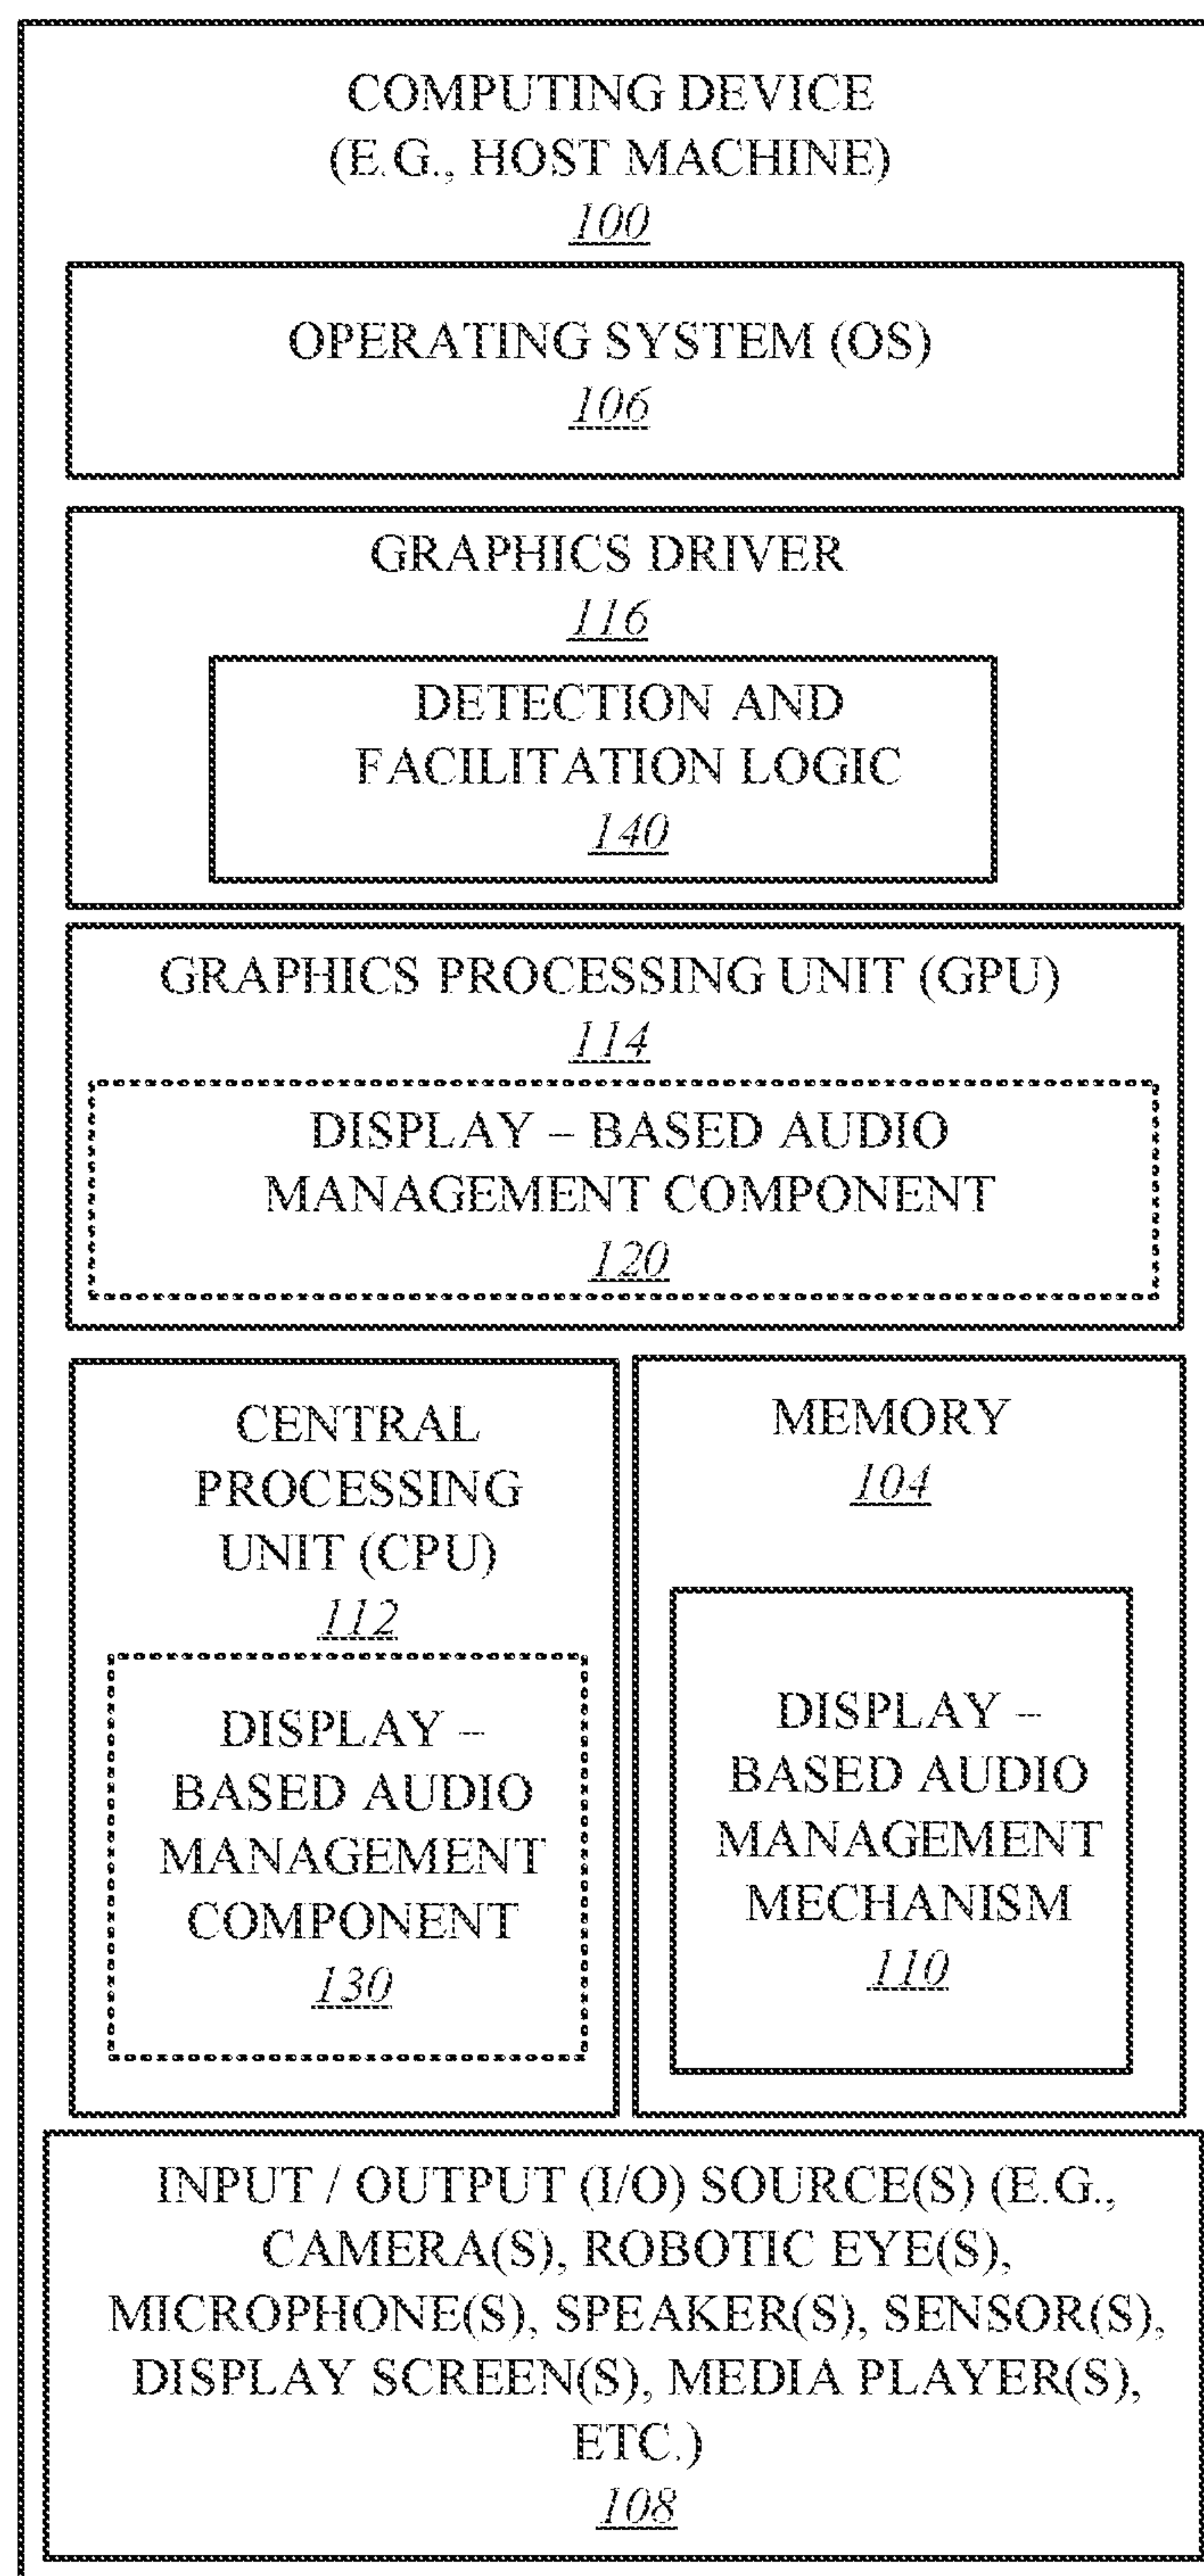 COMPUTING DEVICE
(E.G., HOST MACHINE)
100
OPERATING SYSTEM (OS)
106
GRAPHICS DRIVER
116
DETECTION AND
FACILITATION LOGIC
140
GRAPHICS PROCESSING UNIT (GPU)
114
DISPLAY – BASED AUDIO
MANAGEMENT COMPONENT
120
CENTRAL
PROCESSING
UNIT (CPU)
112
DISPLAY –
BASED AUDIO
MANAGEMENT
COMPONENT
130
MEMORY
104
DISPLAY –
BASED AUDIO
MANAGEMENT
MECHANISM
110
INPUT / OUTPUT (I/O) SOURCE(S) (E.G.,
CAMERA(S), ROBOTIC EYE(S),
MICROPHONE(S), SPEAKER(S), SENSOR(S),
DISPLAY SCREEN(S), MEDIA PLAYER(S),
ETC.)
108